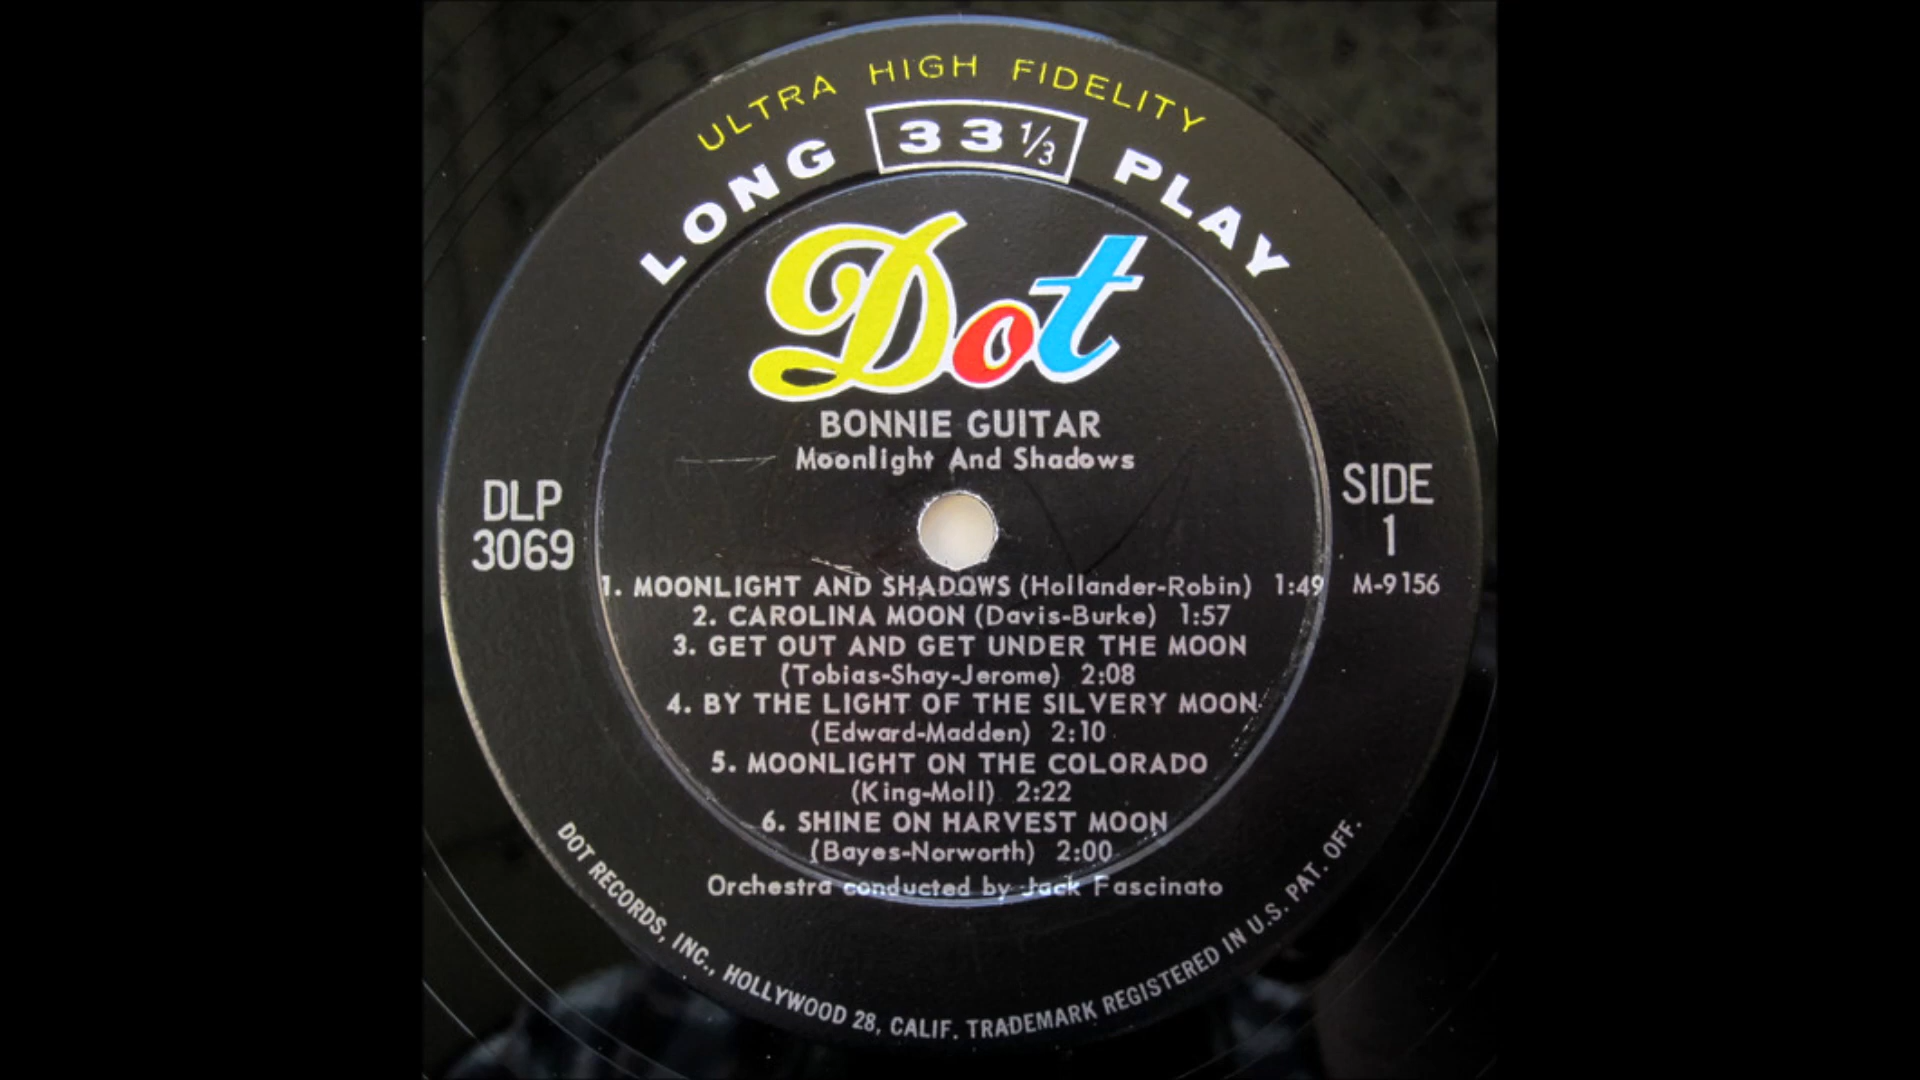 ULTRA HIGH FIDELITY
LONG 33 1/3 PLAY
Dot
BONNIE GUITAR
Moonlight And Shadows
DLP
3069
SIDE
1
1. MOONLIGHT AND SHADOWS (Hollander-Robin) 1:49 M-9156
2. CAROLINA MOON (Davis-Burke) 1:57
3. GET OUT AND GET UNDER THE MOON
(Tobias-Shay-Jerome) 2:08
4. BY THE LIGHT OF THE SILVERY MOON
(Edward-Madden) 2:10
5. MOONLIGHT ON THE COLORADO
(King-Moll) 2:22
6. SHINE ON HARVEST MOON
(Bayes-Norworth) 2:00
Orchestra conducted by Jack Fascinato
DOT RECORDS, INC., HOLLYWOOD 28, CALIF. TRADEMARK REGISTERED IN U.S. PAT. OFF.